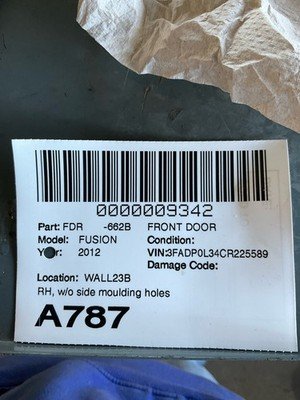 0000009342
Part: FDR -662B FRONT DOOR
Model: FUSION Condition:
2012 VIN:3FADP0L34CR225589
Damage Code:
Location: WALL23B
RH, w/o side moulding holes
A787